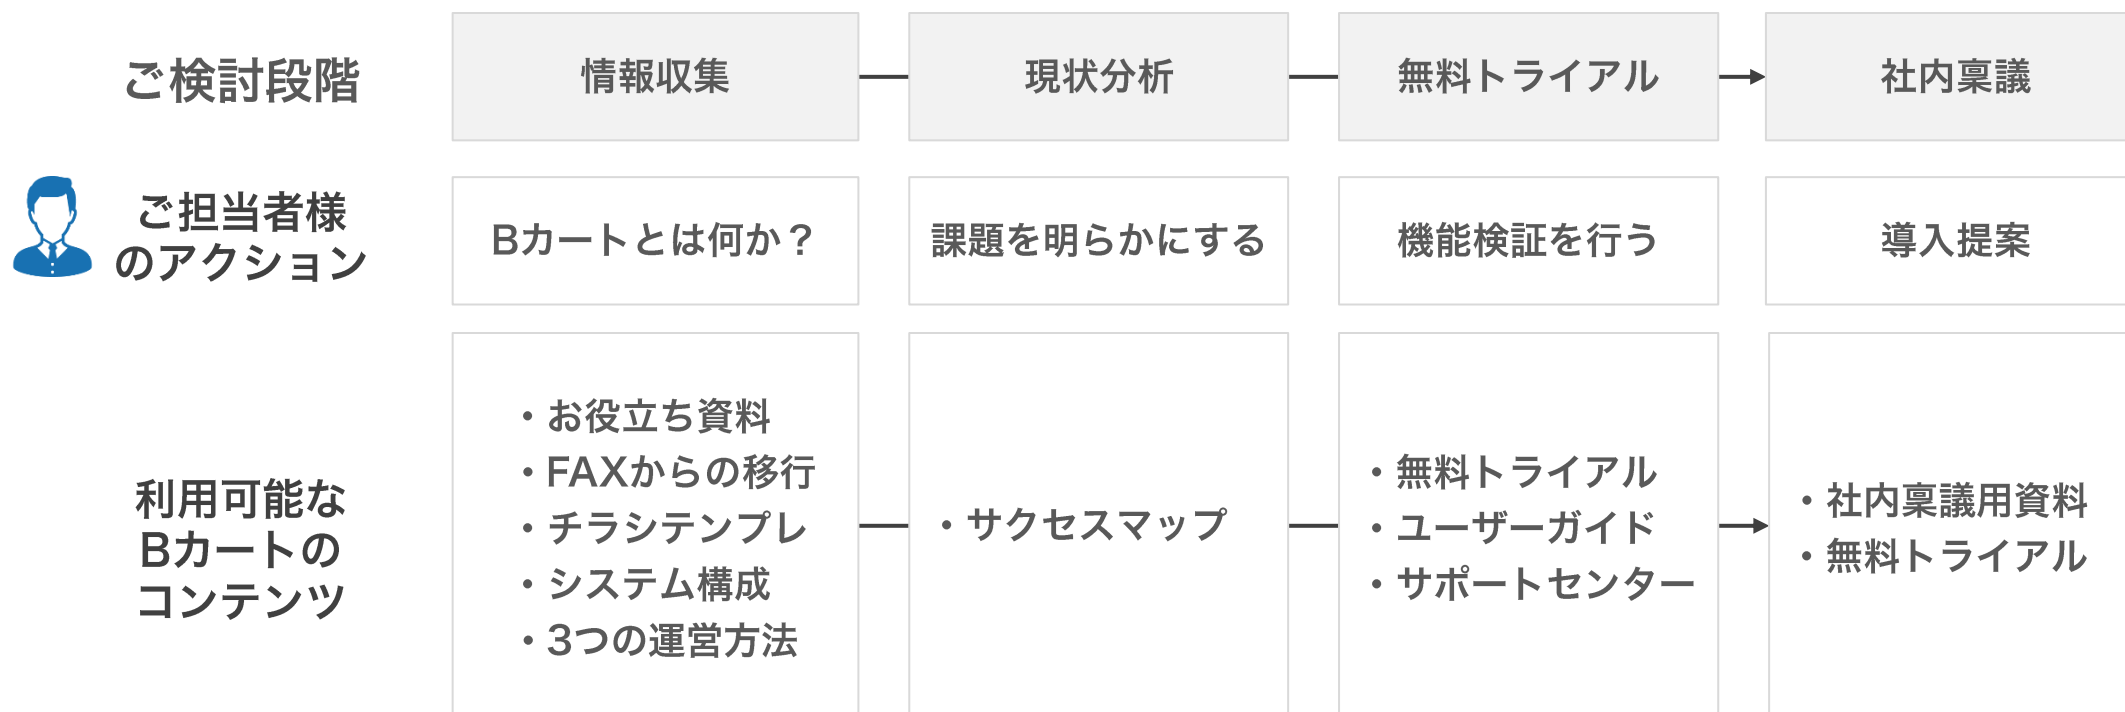 ご検討段階
情報収集
現状分析
無料トライアル
社内稟議
ご担当者様
のアクション
Bカートとは何か？
課題を明らかにする
機能検証を行う
導入提案
利用可能な
Bカートの
コンテンツ
・お役立ち資料
・FAXからの移行
・チラシテンプレ
・システム構成
・3つの運営方法
・サクセスマップ
・無料トライアル
・ユーザーガイド
・サポートセンター
・社内稟議用資料
・無料トライアル